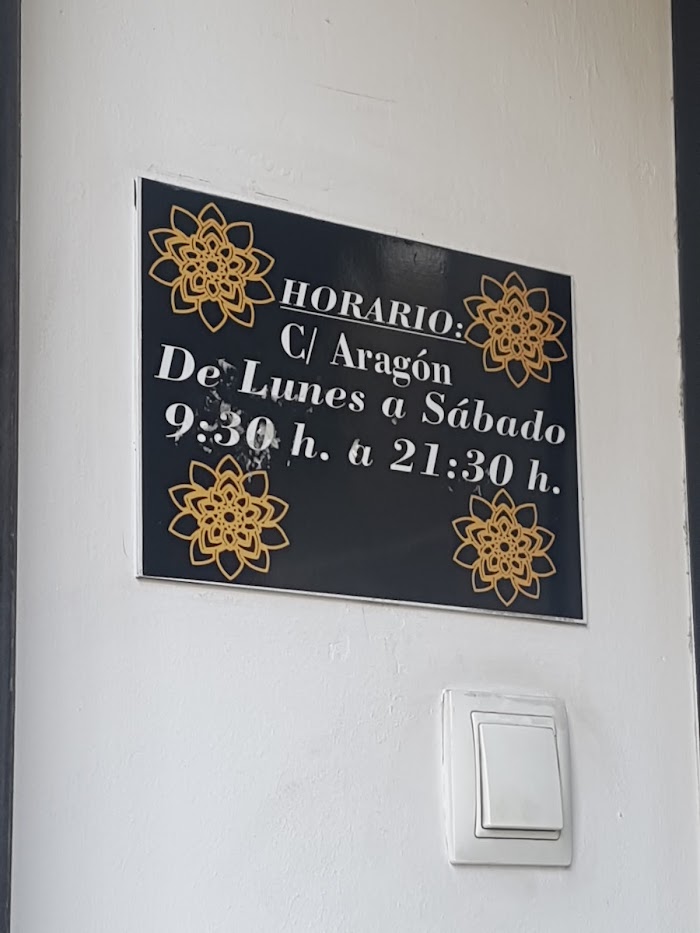 HORARIO:
C/ Aragón
De Lunes a Sábado
9:30 h. a 21:30 h.